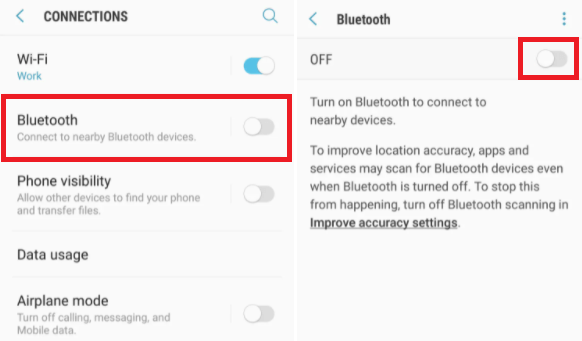 CONNECTIONS
Wi-Fi
Work
Bluetooth
Connect to nearby Bluetooth devices.
Phone visibility
Allow other devices to find your phone
and transfer files.
Data usage
Airplane mode
Turn off calling, messaging, and
Mobile data.
Bluetooth
OFF
Turn on Bluetooth to connect to
nearby devices.
To improve location accuracy, apps and
services may scan for Bluetooth devices even
when Bluetooth is turned off. To stop this
from happening, turn off Bluetooth scanning in
Improve accuracy settings.